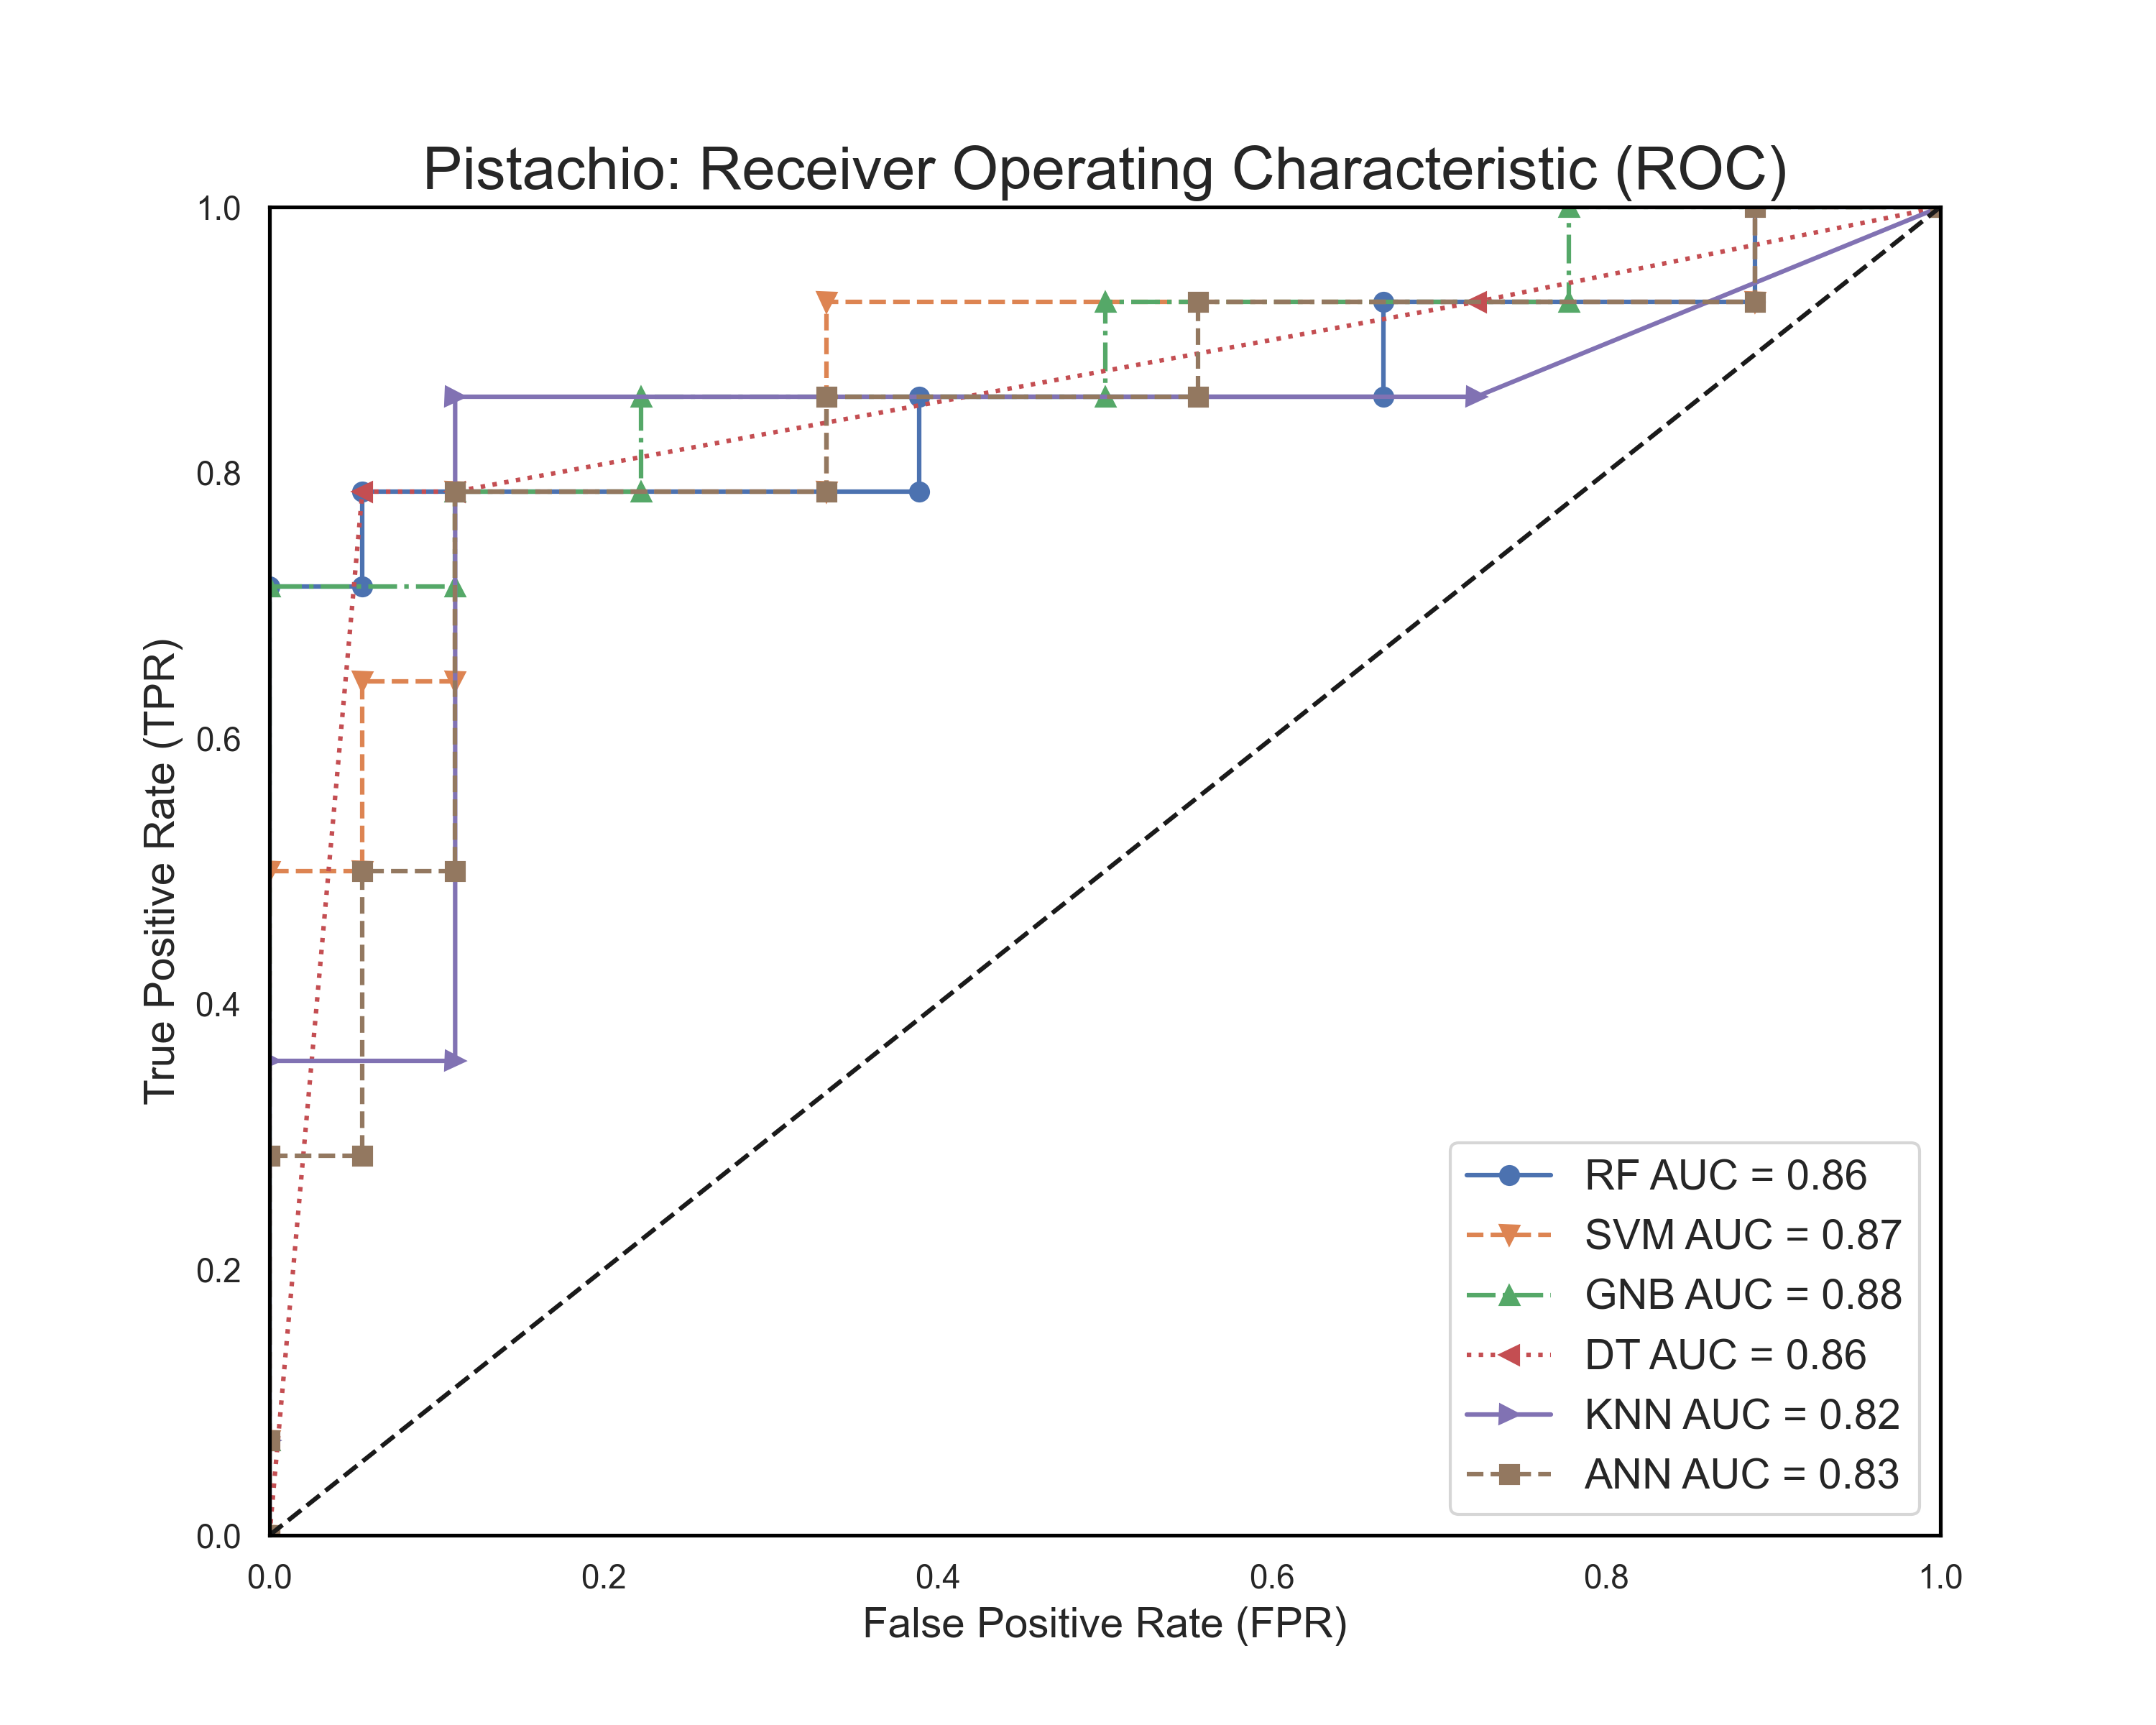 Pistachio: Receiver Operating Characteristic (ROC)
1.0
0.8
0.6
0.4
0.2
0.0
True Positive Rate (TPR)
0.0 0.2 0.4 0.6 0.8 1.0
False Positive Rate (FPR)
RF AUC = 0.86
SVM AUC = 0.87
GNB AUC = 0.88
DT AUC = 0.86
KNN AUC = 0.82
ANN AUC = 0.83